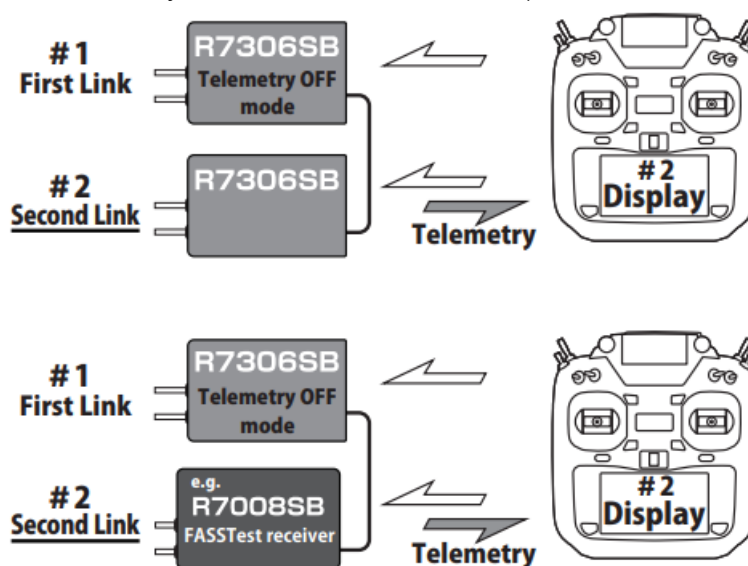 #1
First Link
R7306SB
Telemetry OFF
mode
#2
Second Link
R7306SB
Telemetry
#2
Display
#1
First Link
R7306SB
Telemetry OFF
mode
#2
Second Link
e.g.
R7008SB
FASSTest receiver
Telemetry
#2
Display